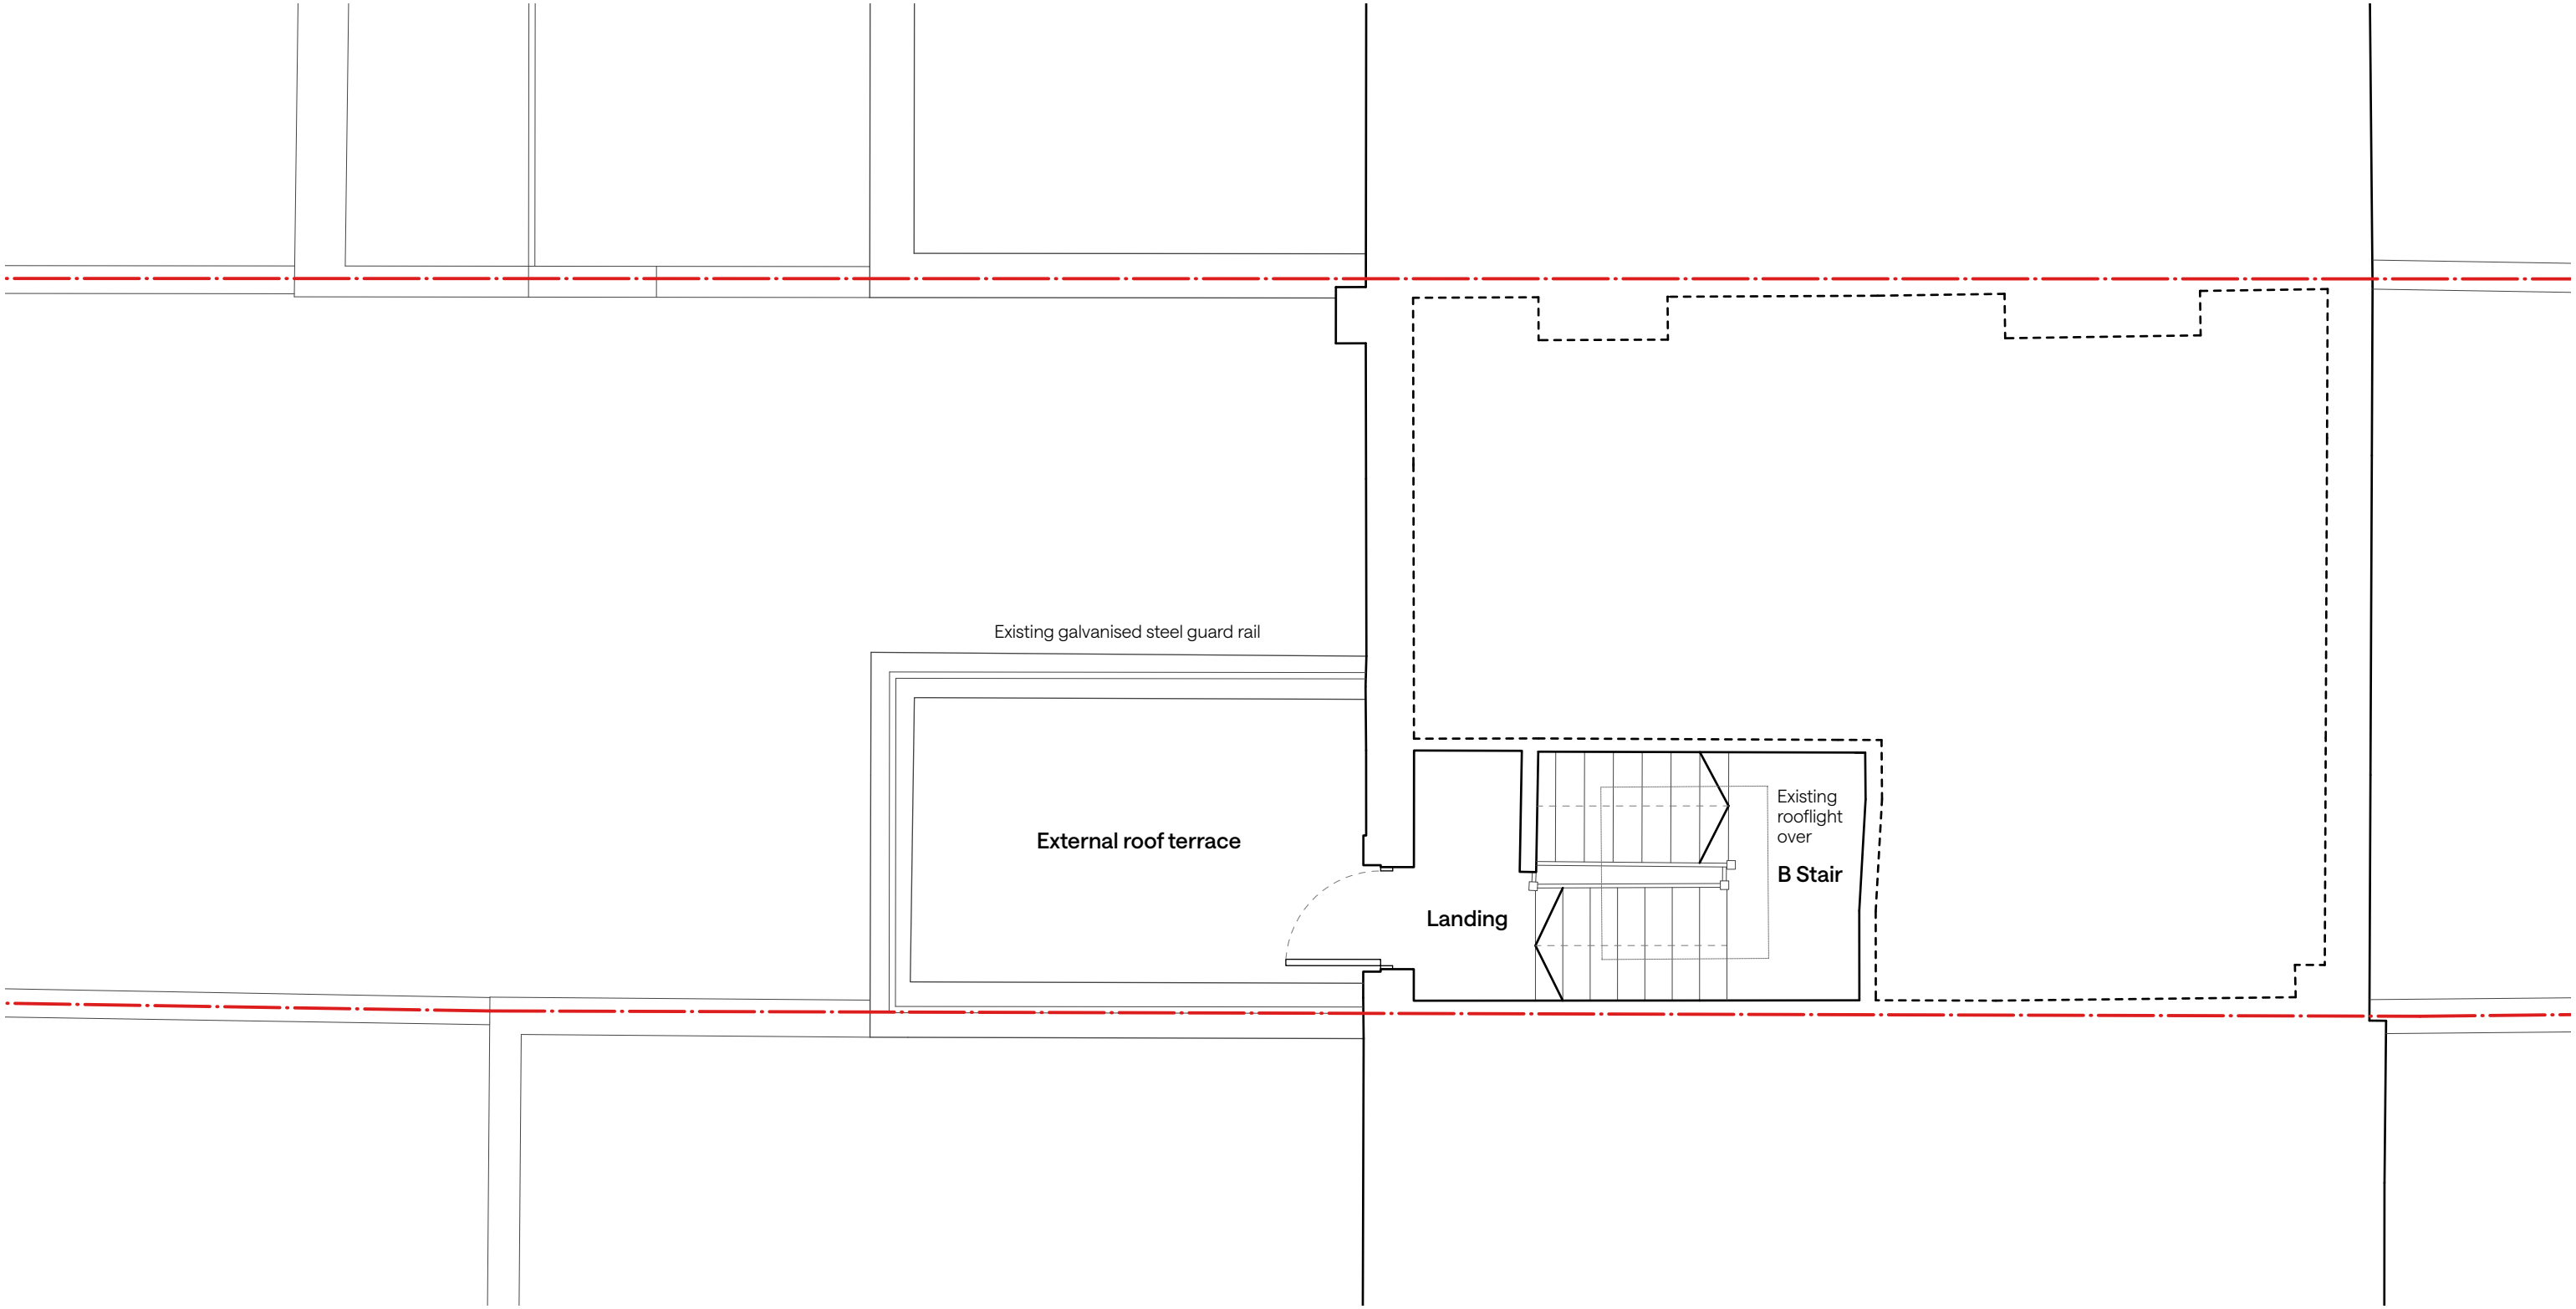 Existing galvanised steel guard rail
External roof terrace
Landing
Existing
rooflight
over
B Stair